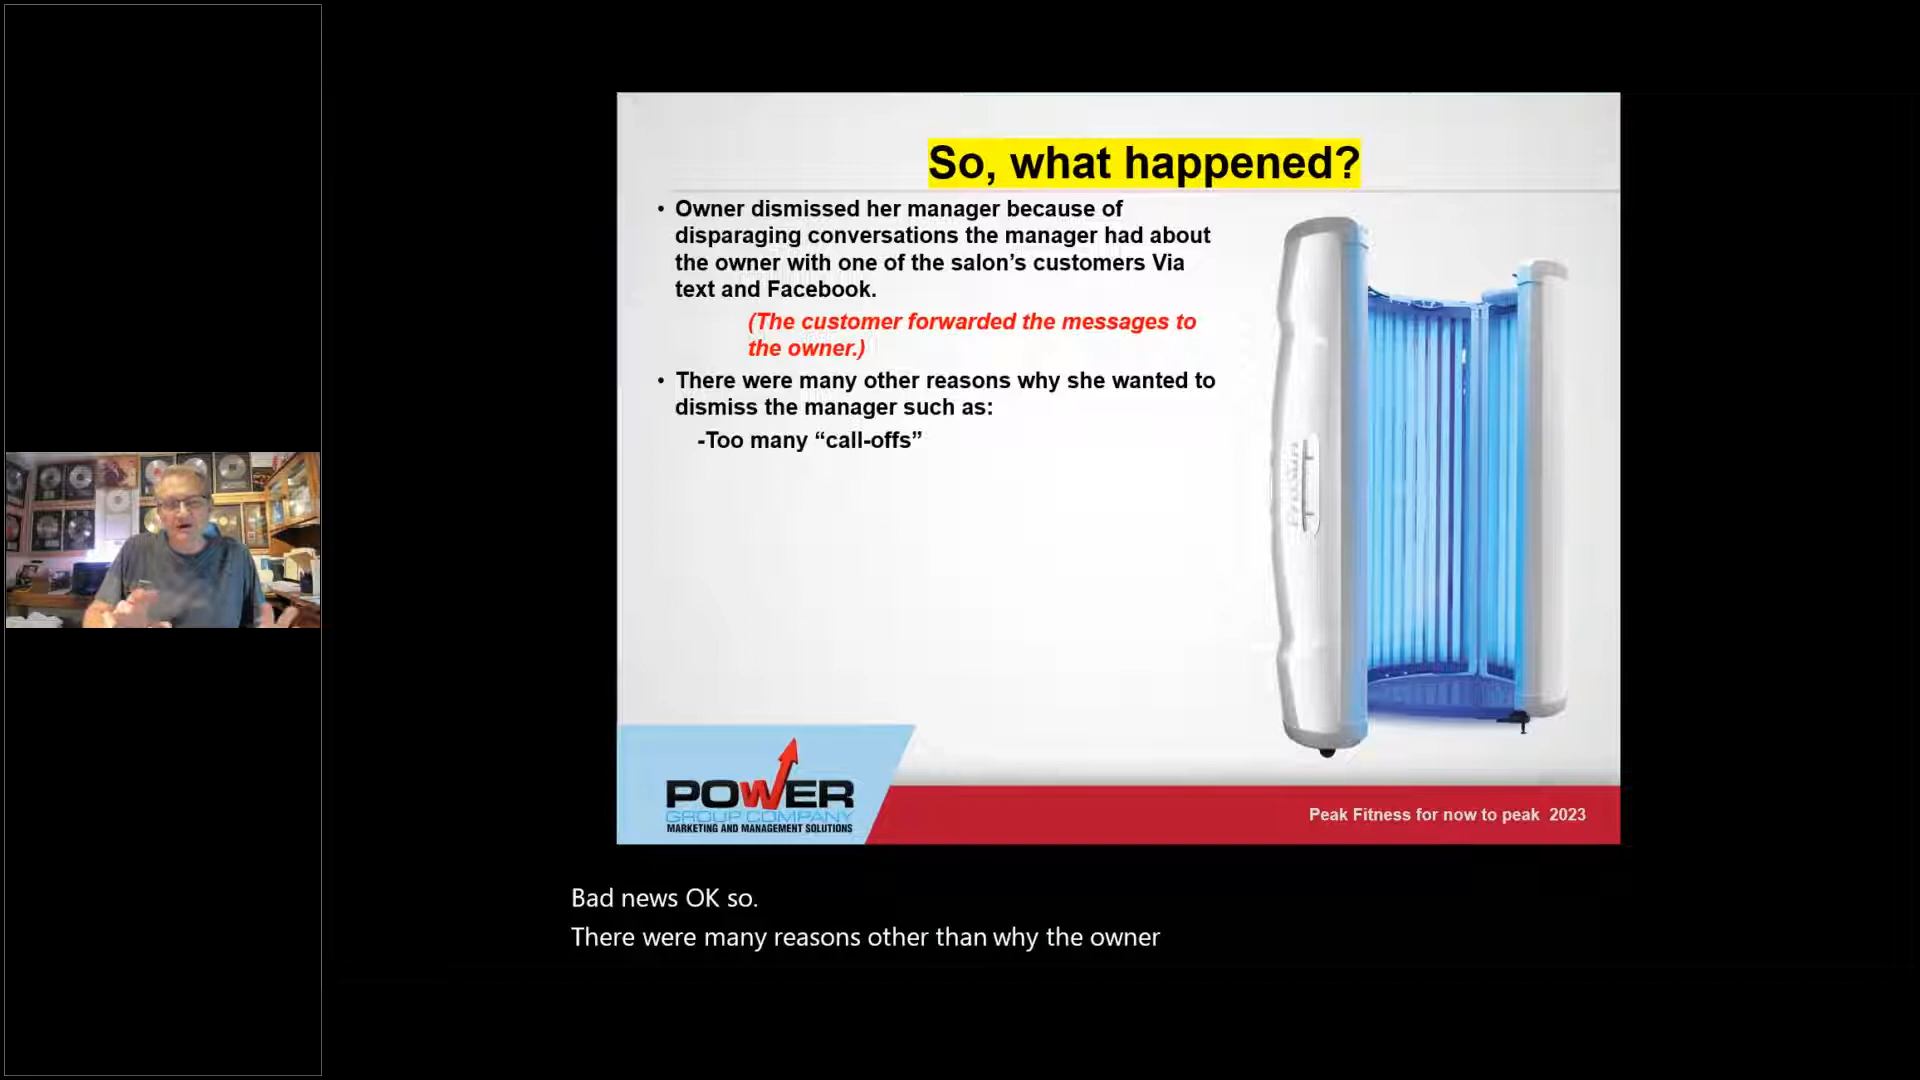 So, what happened?
• Owner dismissed her manager because of
disparaging conversations the manager had about
the owner with one of the salon’s customers Via
text and Facebook.
(The customer forwarded the messages to
the owner.)
• There were many other reasons why she wanted to
dismiss the manager such as:
-Too many “call-offs”
POWER
GROUP COMPANY
MARKETING AND MANAGEMENT SOLUTIONS
Peak Fitness for now to peak 2023
Bad news OK so.
There were many reasons other than why the owner